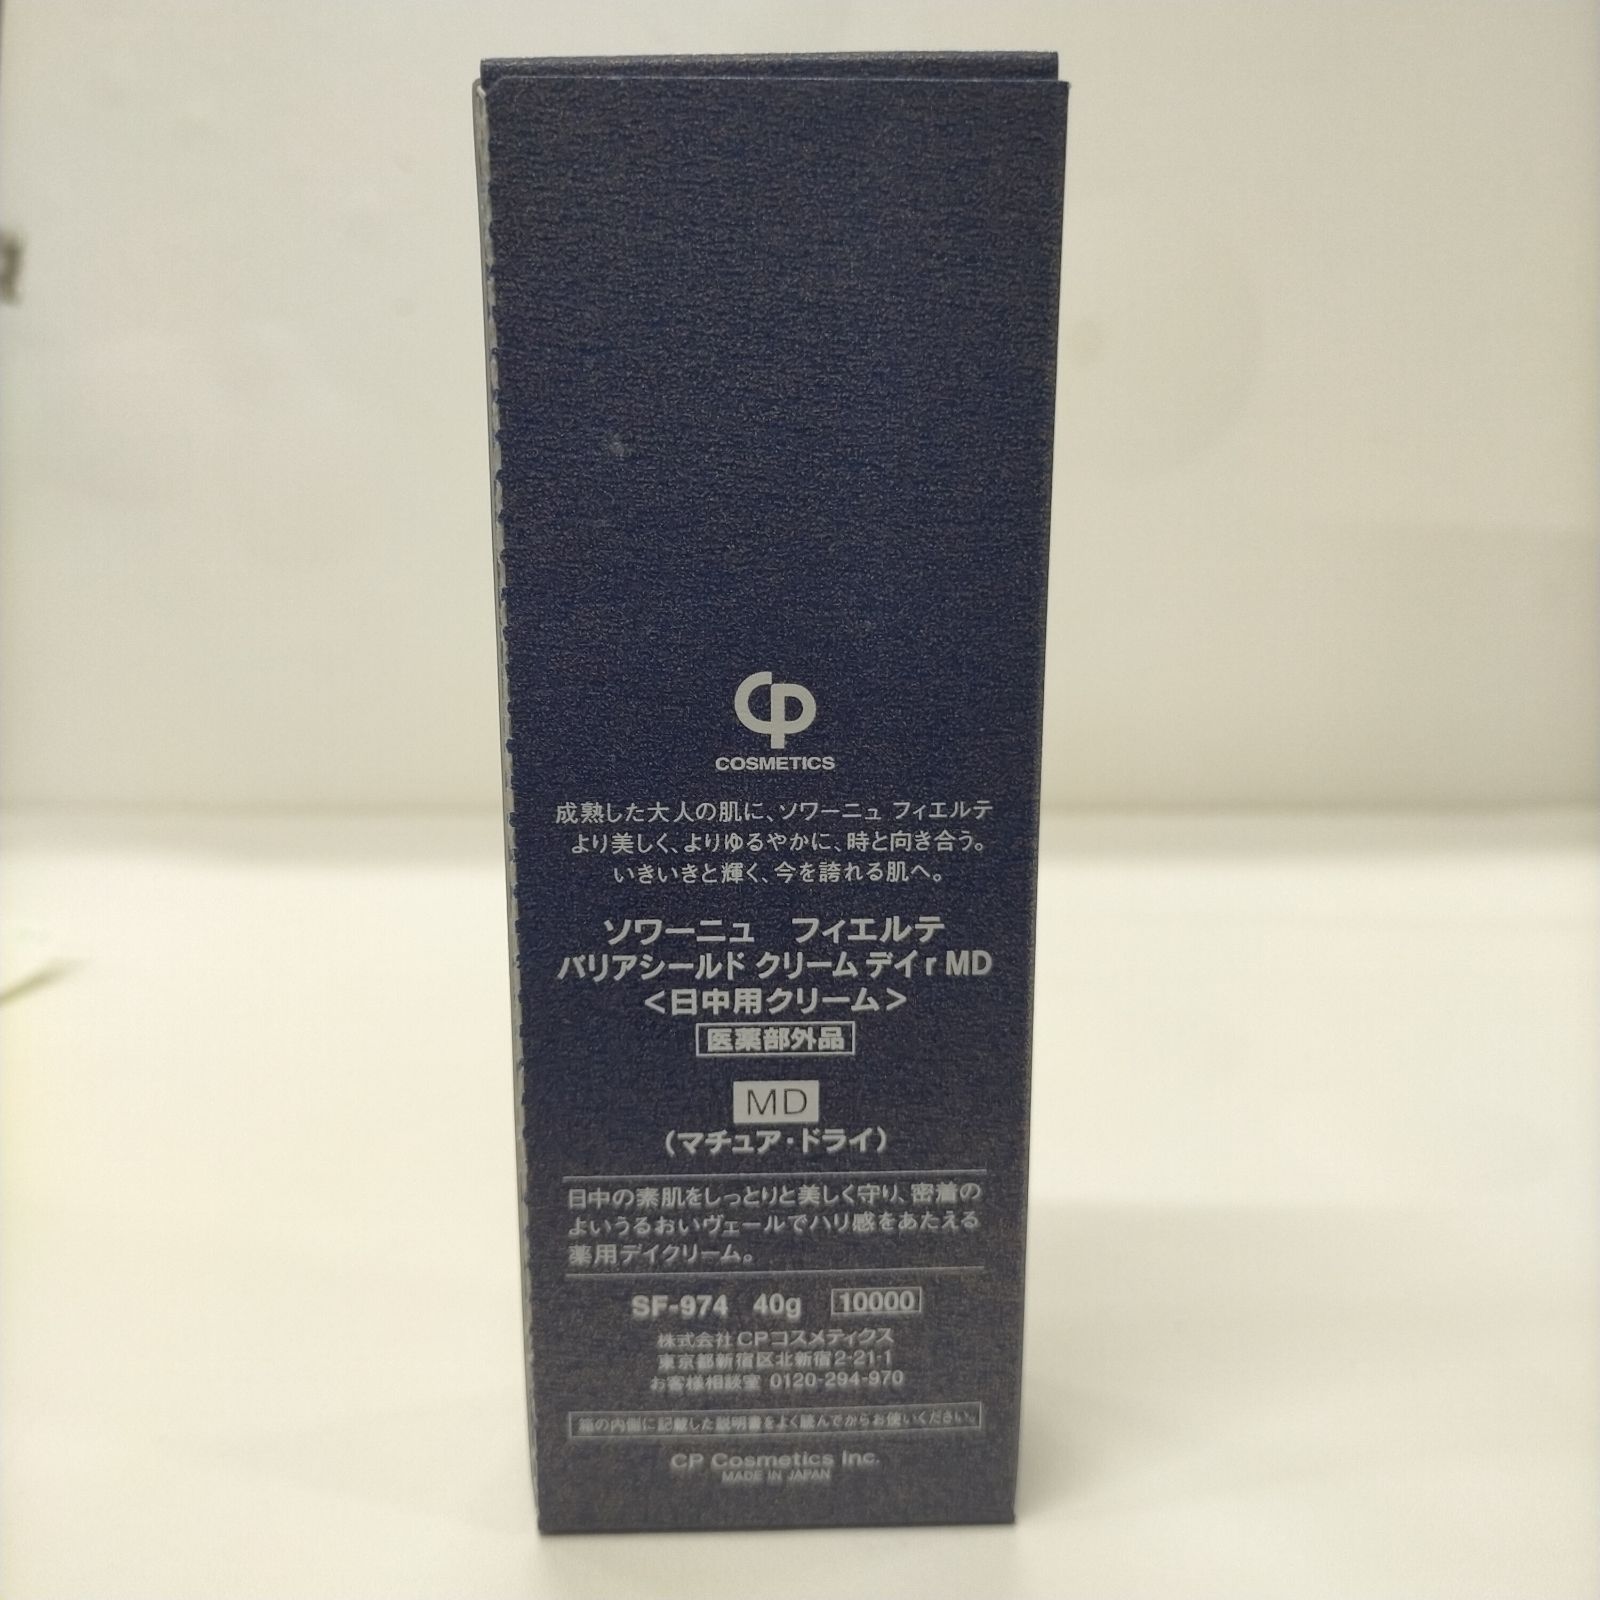 CP
COSMETICS
成熟した大人の肌に、ソワーニュ フィエルテ
より美しく、よりゆるやかに、時と向き合う。
いきいきと輝く、今を誇れる肌へ。
ソワーニュ フィエルテ
バリアシールド クリーム デイ r MD
<日中用クリーム>
医薬部外品
MD
(マチュア・ドライ)
日中の素肌をしっとりと美しく守り、密着の
よいうるおいヴェールでハリ感をあたえる
薬用デイクリーム。
SF-974 40g 10000
株式会社CPコスメティクス
東京都新宿区北新宿2-21-1
お客様相談室 0120-294-970
箱の内側に記載した説明書をよく読んでからお使いください。
CP Cosmetics Inc.
MADE IN JAPAN